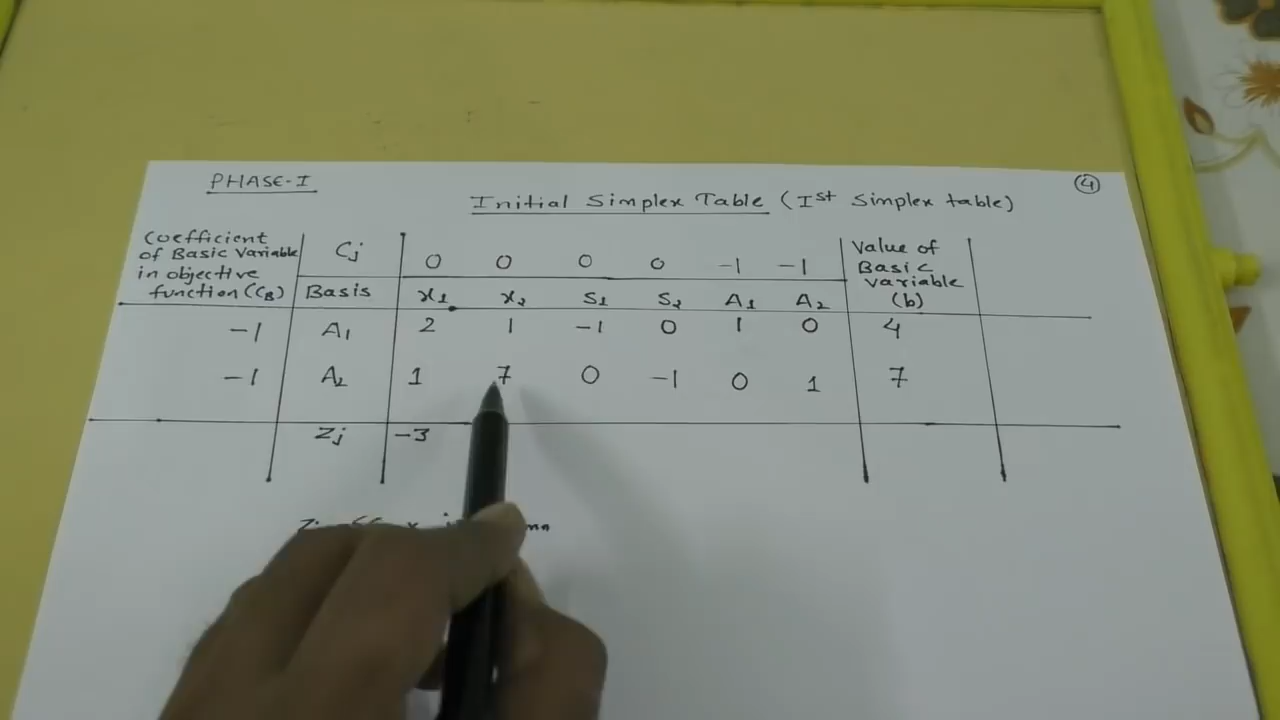 PHASE-I
④
Initial Simplex Table (Ist Simplex table)
Coefficient of Basic Variable in objective function (CB) Cj 0 0 0 0 -1 -1 Value of Basic variable (b)
Basis x1 x2 S1 S2 A1 A2
-1 A1 2 1 -1 0 1 0 4
-1 A2 1 7 0 -1 0 1 7
Zj -3